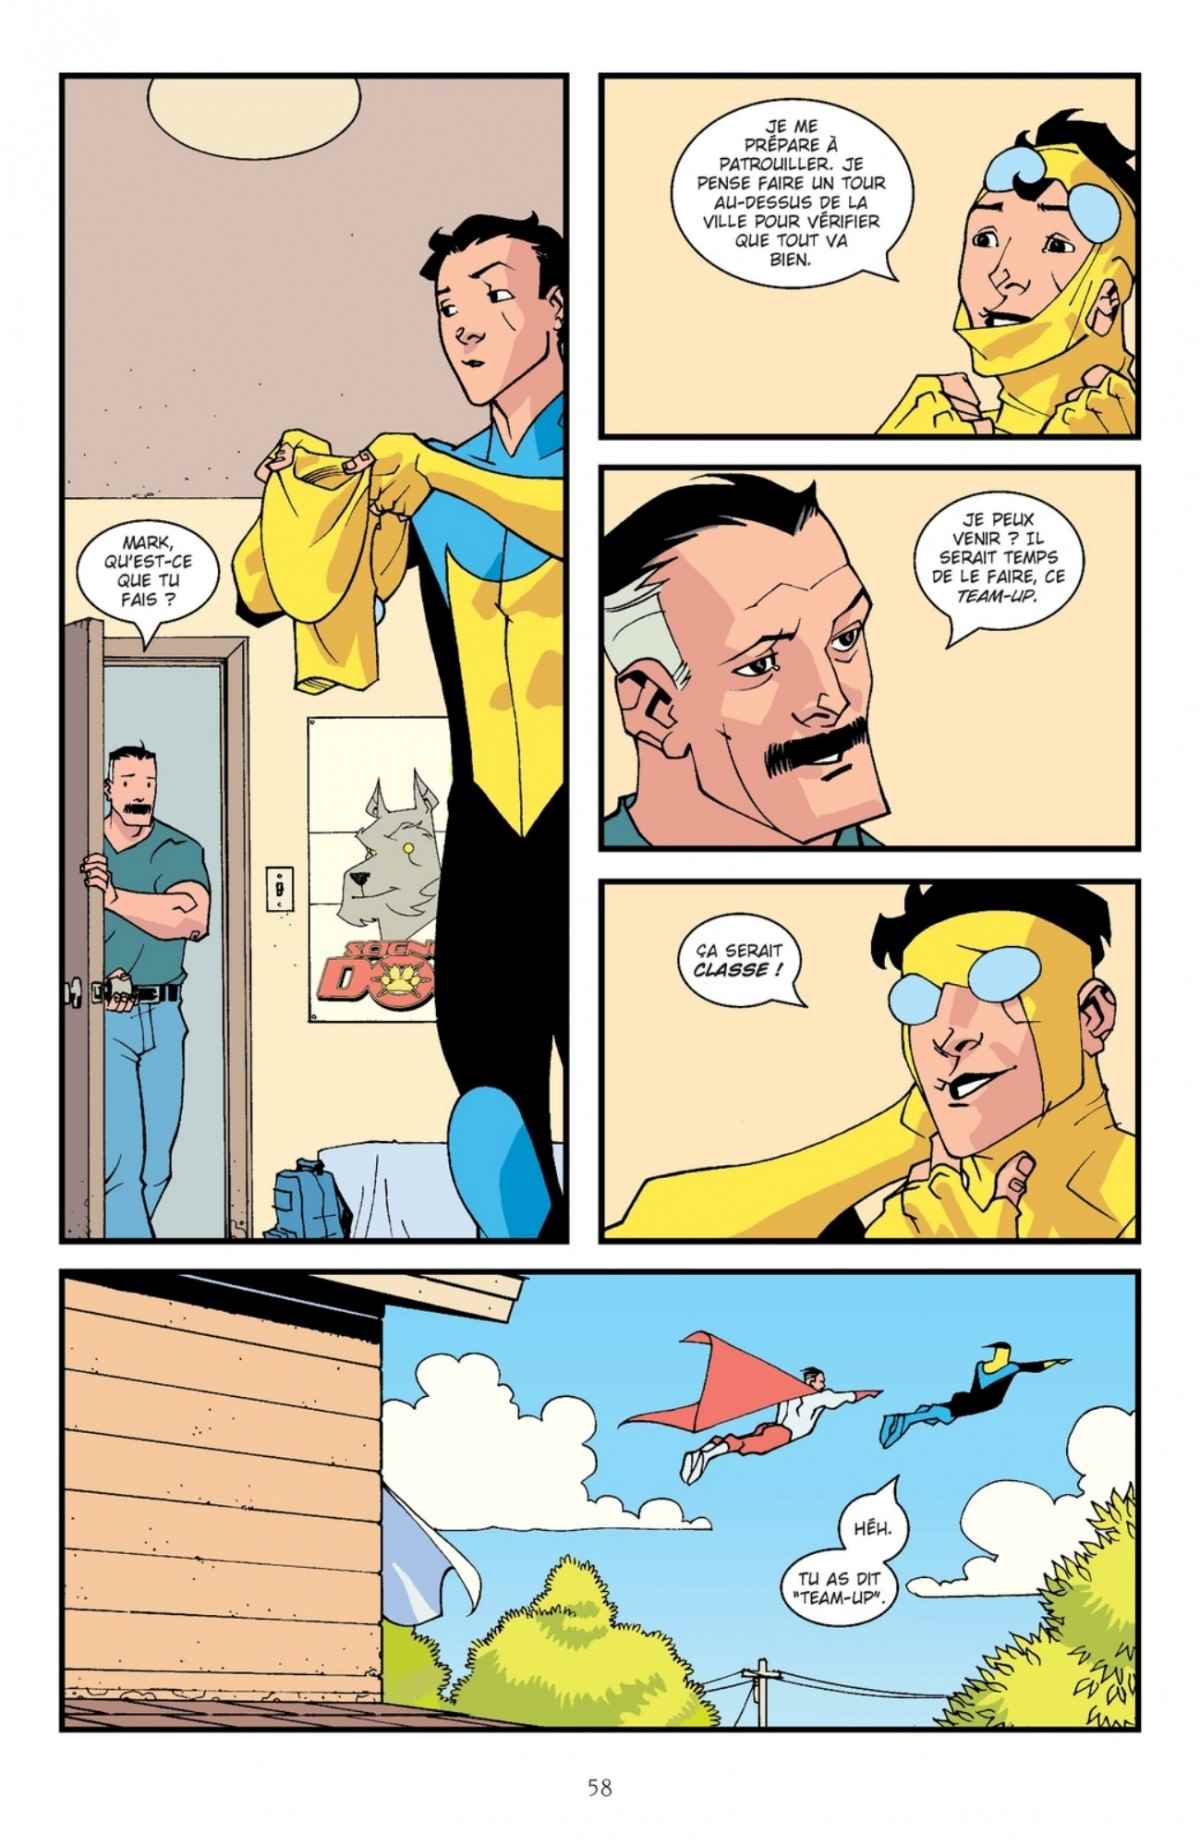 MARK,
QU'EST-CE
QUE TU
FAIS ?
SEIGN
DO
JE ME
PRÉPARE À
PATROUILLER. JE
PENSE FAIRE UN TOUR
AU-DESSUS DE LA
VILLE POUR VÉRIFIER
QUE TOUT VA
BIEN.
JE PEUX
VENIR ? IL
SERAIT TEMPS
DE LE FAIRE, CE
TEAM-UP.
ÇA SERAIT
CLASSE !
HÉH.
TU AS DIT
"TEAM-UP".
58